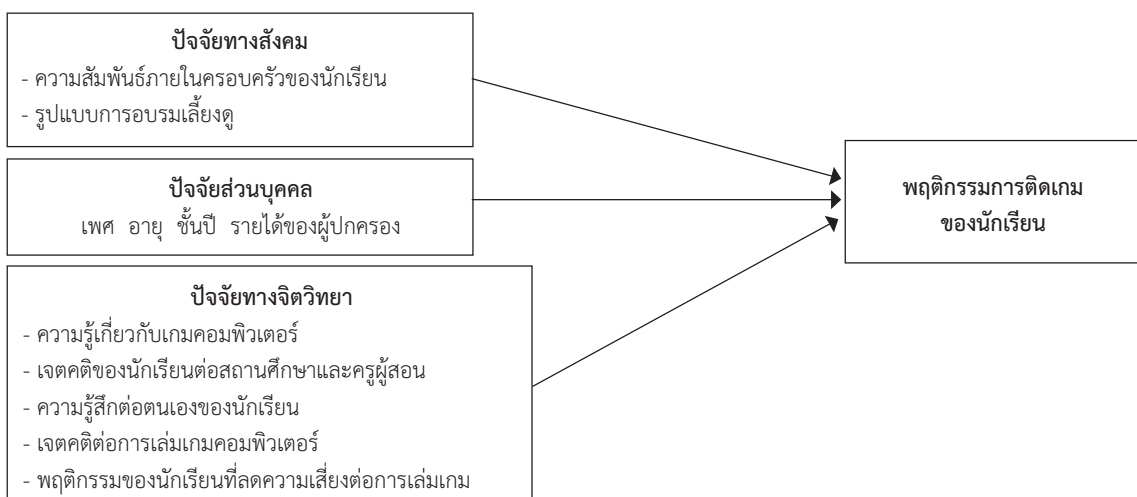 ปัจจัยทางสังคม
- ความสัมพันธ์ภายในครอบครัวของนักเรียน
- รูปแบบการอบรมเลี้ยงดู
ปัจจัยส่วนบุคคล
เพศ อายุ ชั้นปี รายได้ของผู้ปกครอง
ปัจจัยทางจิตวิทยา
- ความรู้เกี่ยวกับเกมคอมพิวเตอร์
- เจตคติของนักเรียนต่อสถานศึกษาและครูผู้สอน
- ความรู้สึกต่อตนเองของนักเรียน
- เจตคติต่อการเล่มเกมคอมพิวเตอร์
- พฤติกรรมของนักเรียนที่ลดความเสี่ยงต่อการเล่มเกม
พฤติกรรมการติดเกม
ของนักเรียน